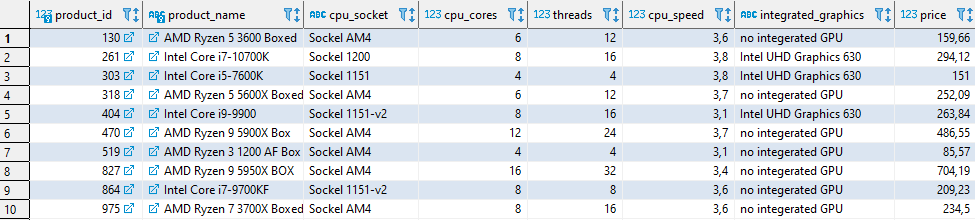 123 product_id ABC product_name ABC cpu_socket 123 cpu_cores 123 threads 123 cpu_speed ABC integrated_graphics 123 price
1 130 AMD Ryzen 5 3600 Boxed Sockel AM4 6 12 3,6 no integerated GPU 159,66
2 261 Intel Core i7-10700K Sockel 1200 8 16 3,8 Intel UHD Graphics 630 294,12
3 303 Intel Core i5-7600K Sockel 1151 4 4 3,8 Intel UHD Graphics 630 151
4 318 AMD Ryzen 5 5600X Boxed Sockel AM4 6 12 3,7 no integerated GPU 252,09
5 404 Intel Core i9-9900 Sockel 1151-v2 8 16 3,1 Intel UHD Graphics 630 263,84
6 470 AMD Ryzen 9 5900X Box Sockel AM4 12 24 3,7 no integerated GPU 486,55
7 519 AMD Ryzen 3 1200 AF Box Sockel AM4 4 4 3,1 no integerated GPU 85,57
8 827 AMD Ryzen 9 5950X BOX Sockel AM4 16 32 3,4 no integerated GPU 704,19
9 864 Intel Core i7-9700KF Sockel 1151-v2 8 8 3,6 no integerated GPU 209,23
10 975 AMD Ryzen 7 3700X Boxed Sockel AM4 8 16 3,6 no integerated GPU 234,5